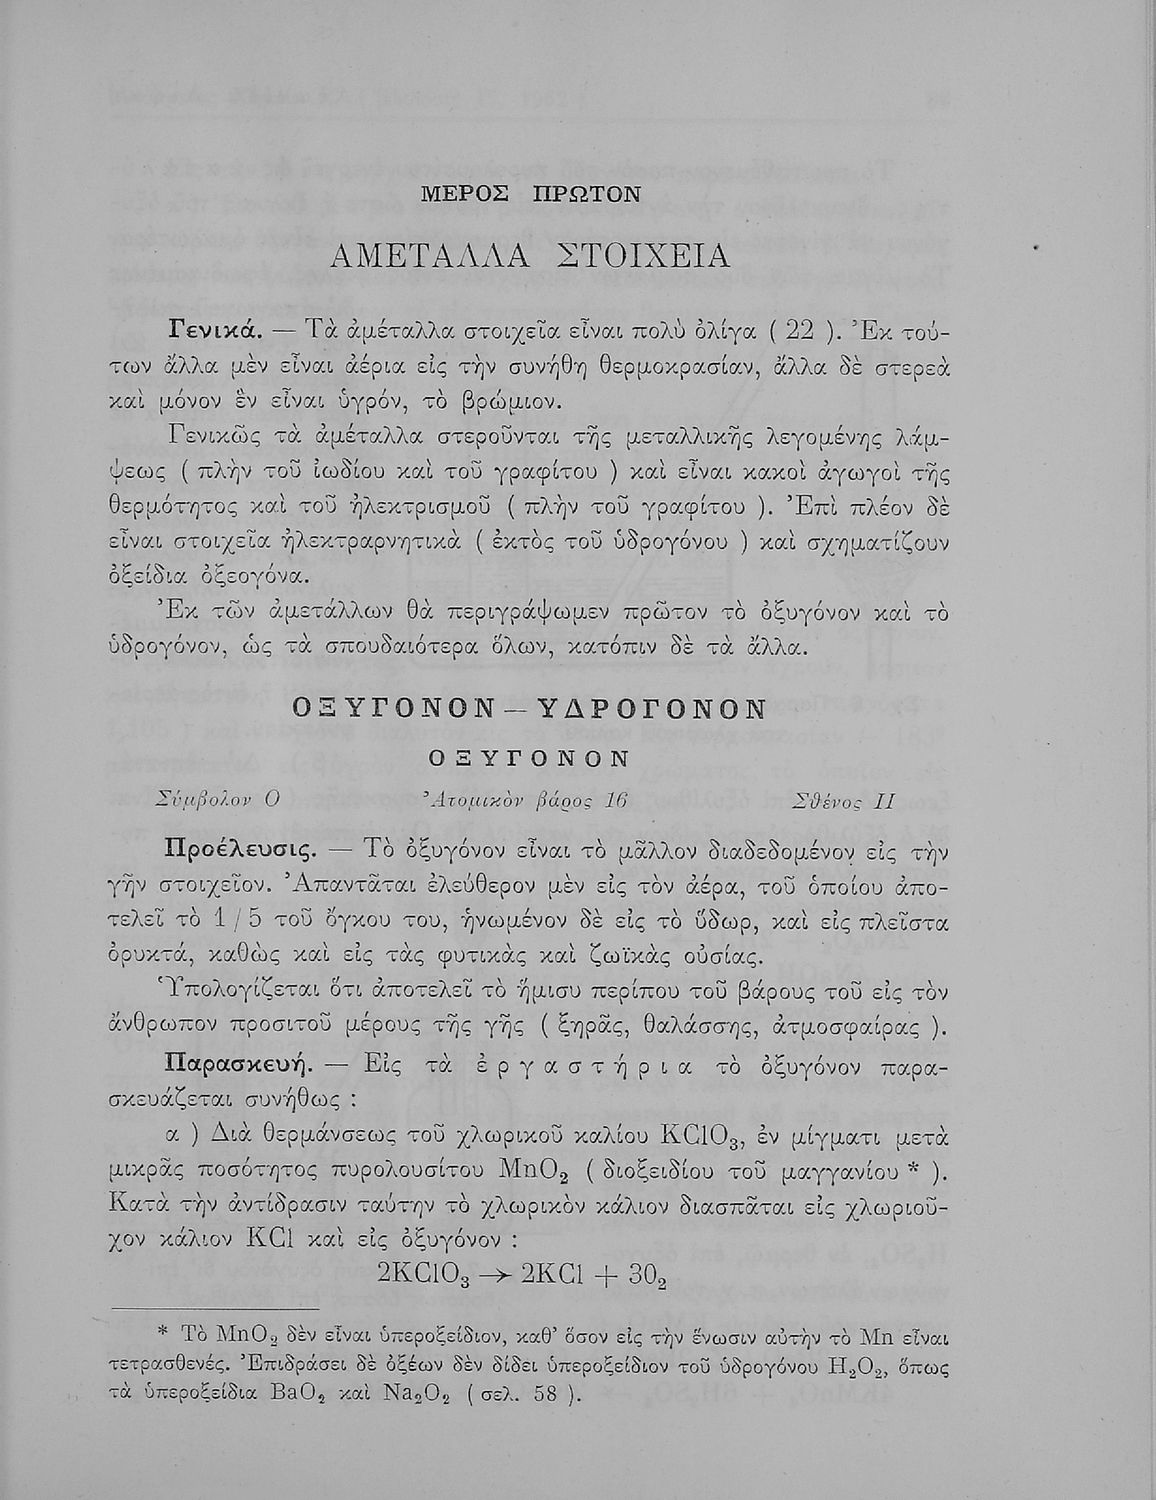 ΜΕΡΟΣ ΠΡΩΤΟΝ
ΑΜΕΤΑΛΛΑ ΣΤΟΙΧΕΙΑ
Γενικά. — Τὰ ἀμέταλλα στοιχεῖα εἶναι πολὺ ὀλίγα ( 22 ). Ἐκ τού-
των ἄλλα μὲν εἶναι ἀέρια εἰς τὴν συνήθη θερμοκρασίαν, ἄλλα δὲ στερεὰ
καὶ μόνον ἓν εἶναι ὑγρόν, τὸ βρώμιον.
Γενικῶς τὰ ἀμέταλλα στεροῦνται τῆς μεταλλικῆς λεγομένης λάμ-
ψεως ( πλὴν τοῦ ἰωδίου καὶ τοῦ γραφίτου ) καὶ εἶναι κακοὶ ἀγωγοὶ τῆς
θερμότητος καὶ τοῦ ἠλεκτρισμοῦ ( πλὴν τοῦ γραφίτου ). Ἐπὶ πλέον δὲ
εἶναι στοιχεῖα ἠλεκτραρνητικὰ ( ἐκτὸς τοῦ ὑδρογόνου ) καὶ σχηματίζουν
ὀξείδια ὀξεογόνα.
Ἐκ τῶν ἀμετάλλων θὰ περιγράψωμεν πρῶτον τὸ ὀξυγόνον καὶ τὸ
ὑδρογόνον, ὡς τὰ σπουδαιότερα ὅλων, κατόπιν δὲ τὰ ἄλλα.
ΟΞΥΓΟΝΟΝ — ΥΔΡΟΓΟΝΟΝ
ΟΞΥΓΟΝΟΝ
Σύμβολον Ο Ἀτομικὸν βάρος 16 Σθένος ΙΙ
Προέλευσις. — Τὸ ὀξυγόνον εἶναι τὸ μᾶλλον διαδεδομένον εἰς τὴν
γῆν στοιχεῖον. Ἀπαντᾶται ἐλεύθερον μὲν εἰς τὸν ἀέρα, τοῦ ὁποίου ἀπο-
τελεῖ τὸ 1 / 5 τοῦ ὄγκου του, ἡνωμένον δὲ εἰς τὸ ὕδωρ, καὶ εἰς πλεῖστα
ὀρυκτά, καθὼς καὶ εἰς τὰς φυτικὰς καὶ ζωϊκὰς οὐσίας.
Ὑπολογίζεται ὅτι ἀποτελεῖ τὸ ἥμισυ περίπου τοῦ βάρους τοῦ εἰς τὸν
ἄνθρωπον προσιτοῦ μέρους τῆς γῆς ( ξηρᾶς, θαλάσσης, ἀτμοσφαίρας ).
Παρασκευή. — Εἰς τὰ ἐργαστήρια τὸ ὀξυγόνον παρα-
σκευάζεται συνήθως :
α ) Διὰ θερμάνσεως τοῦ χλωρικοῦ καλίου KClO₃, ἐν μίγματι μετὰ
μικρᾶς ποσότητος πυρολουσίτου MnO₂ ( διοξειδίου τοῦ μαγγανίου * ).
Κατὰ τὴν ἀντίδρασιν ταύτην τὸ χλωρικὸν κάλιον διασπᾶται εἰς χλωριοῦ-
χον κάλιον KCl καὶ εἰς ὀξυγόνον :
2KClO₃ → 2KCl + 3O₂
* Τὸ MnO₂ δὲν εἶναι ὑπεροξείδιον, καθ’ ὅσον εἰς τὴν ἕνωσιν αὐτὴν τὸ Mn εἶναι
τετρασθενές. Ἐπιδράσει δὲ ὀξέων δὲν δίδει ὑπεροξείδιον τοῦ ὑδρογόνου H₂O₂, ὅπως
τὰ ὑπεροξείδια BaO₂ καὶ Na₂O₂ ( σελ. 58 ).